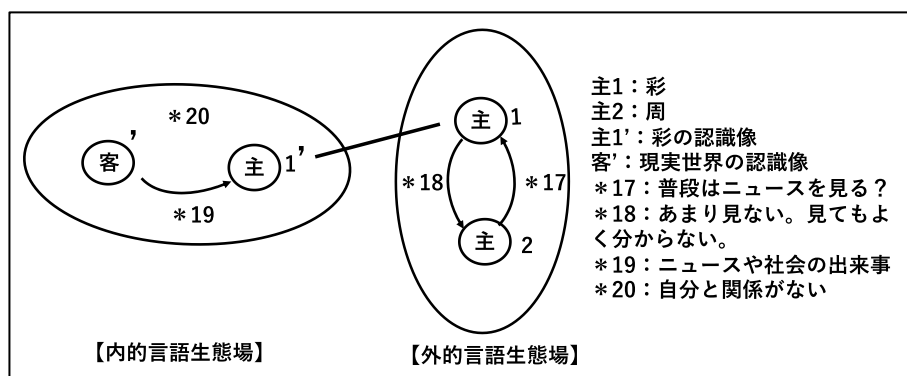 ＊20
客’
主1’
＊19
主1
＊18
＊17
主2
【内的言語生態場】
【外的言語生態場】
主1：彩
主2：周
主1’：彩の認識像
客’：現実世界の認識像
＊17：普段はニュースを見る？
＊18：あまり見ない。見てもよ
く分からない。
＊19：ニュースや社会の出来事
＊20：自分と関係がない